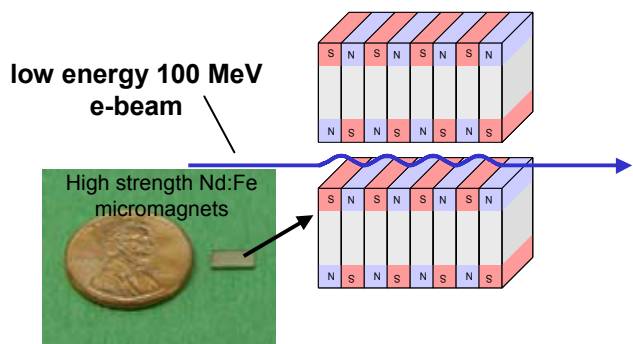 low energy 100 MeV
e-beam
S N S N S N S N
N S N S N S N S
High strength Nd:Fe
micromagnets
S N S N S N S N
N S N S N S N S